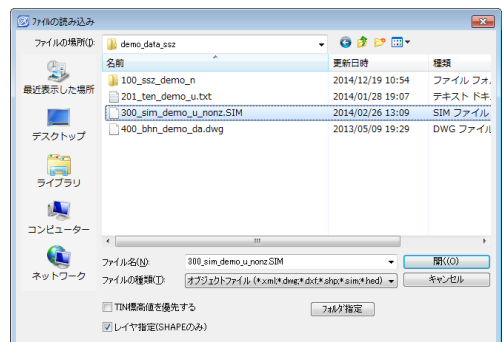 ファイルの読み込み
ファイルの場所(I):
demo_data_ssz
名前
更新日時
種類
100_ssz_demo_n
2014/12/19 10:54
ファイル フォ.
201_ten_demo_u.txt
2014/01/28 19:07
テキスト ドキ.
300_sim_demo_u_nonz.SIM
2014/02/26 13:09
SIM ファイル
400_bhn_demo_da.dwg
2013/05/09 19:29
DWG ファイル
最近表示した場所
デスクトップ
ライブラリ
コンピューター
ネットワーク
ファイル名(N):
300_sim_demo_u_nonz.SIM
開く(O)
ファイルの種類(T):
オブジェクトファイル (*.xml;*.dwg;*.dxf;*.shp;*.sim;*.hed)
キャンセル
TIN標高値を優先する
フォルダ指定
レイヤ指定(SHAPEのみ)